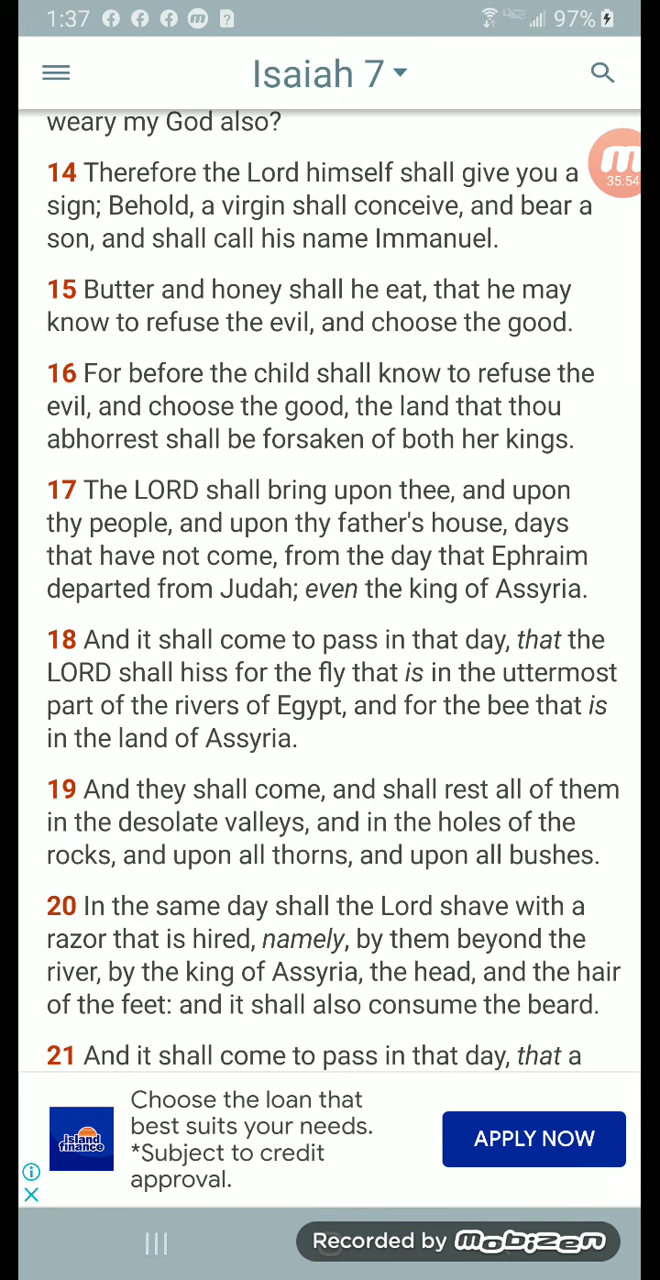 1:37 97%
Isaiah 7
weary my God also?
14 Therefore the Lord himself shall give you a
sign; Behold, a virgin shall conceive, and bear a
son, and shall call his name Immanuel.
35:54
15 Butter and honey shall he eat, that he may
know to refuse the evil, and choose the good.
16 For before the child shall know to refuse the
evil, and choose the good, the land that thou
abhorrest shall be forsaken of both her kings.
17 The LORD shall bring upon thee, and upon
thy people, and upon thy father's house, days
that have not come, from the day that Ephraim
departed from Judah; even the king of Assyria.
18 And it shall come to pass in that day, that the
LORD shall hiss for the fly that is in the uttermost
part of the rivers of Egypt, and for the bee that is
in the land of Assyria.
19 And they shall come, and shall rest all of them
in the desolate valleys, and in the holes of the
rocks, and upon all thorns, and upon all bushes.
20 In the same day shall the Lord shave with a
razor that is hired, namely, by them beyond the
river, by the king of Assyria, the head, and the hair
of the feet: and it shall also consume the beard.
21 And it shall come to pass in that day, that a
island
finance
Choose the loan that
best suits your needs.
*Subject to credit
approval.
APPLY NOW
Recorded by mobizen